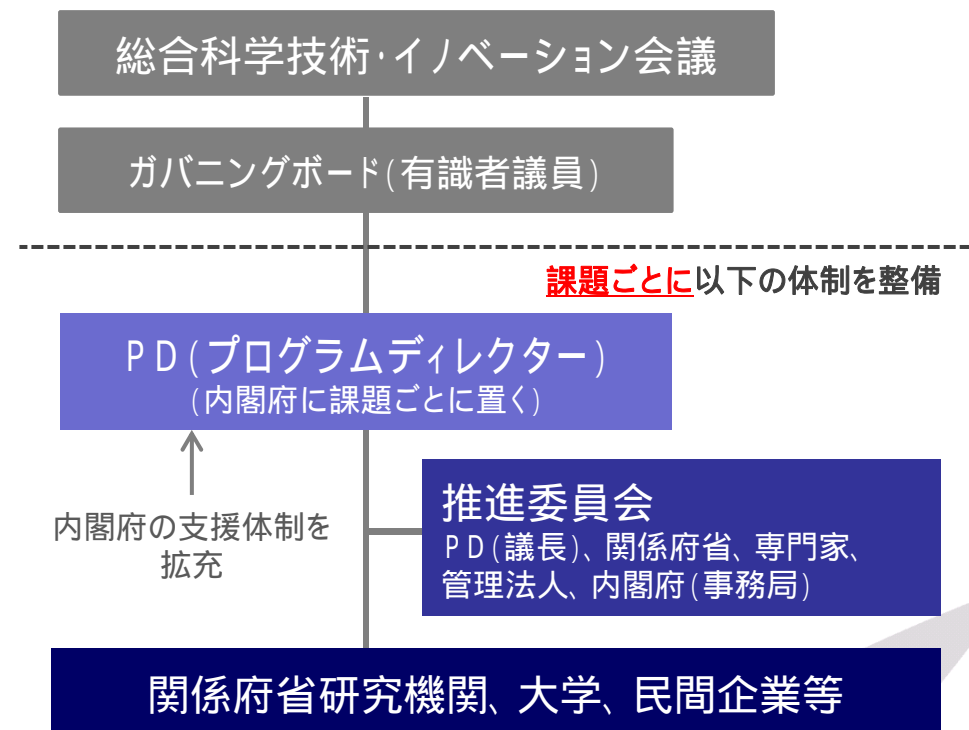 総合科学技術・イノベーション会議
ガバニングボード(有識者議員)
課題ごとに以下の体制を整備
PD(プログラムディレクター)
(内閣府に課題ごとに置く)
内閣府の支援体制を
拡充
推進委員会
PD(議長)、関係府省、専門家、
管理法人、内閣府(事務局)
関係府省研究機関、大学、民間企業等